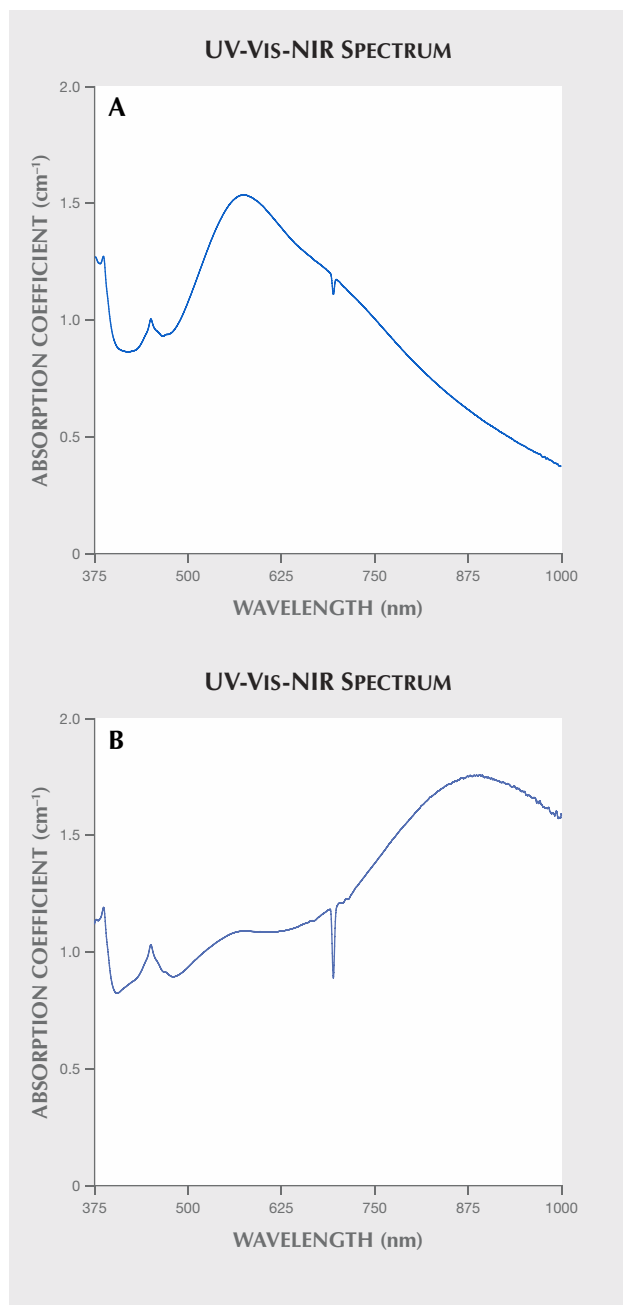 UV-VIS-NIR SPECTRUM
A
ABSORPTION COEFFICIENT (cm⁻¹)
2.0
1.5
1.0
0.5
0
375 500 625 750 875 1000
WAVELENGTH (nm)
UV-VIS-NIR SPECTRUM
B
ABSORPTION COEFFICIENT (cm⁻¹)
2.0
1.5
1.0
0.5
0
375 500 625 750 875 1000
WAVELENGTH (nm)